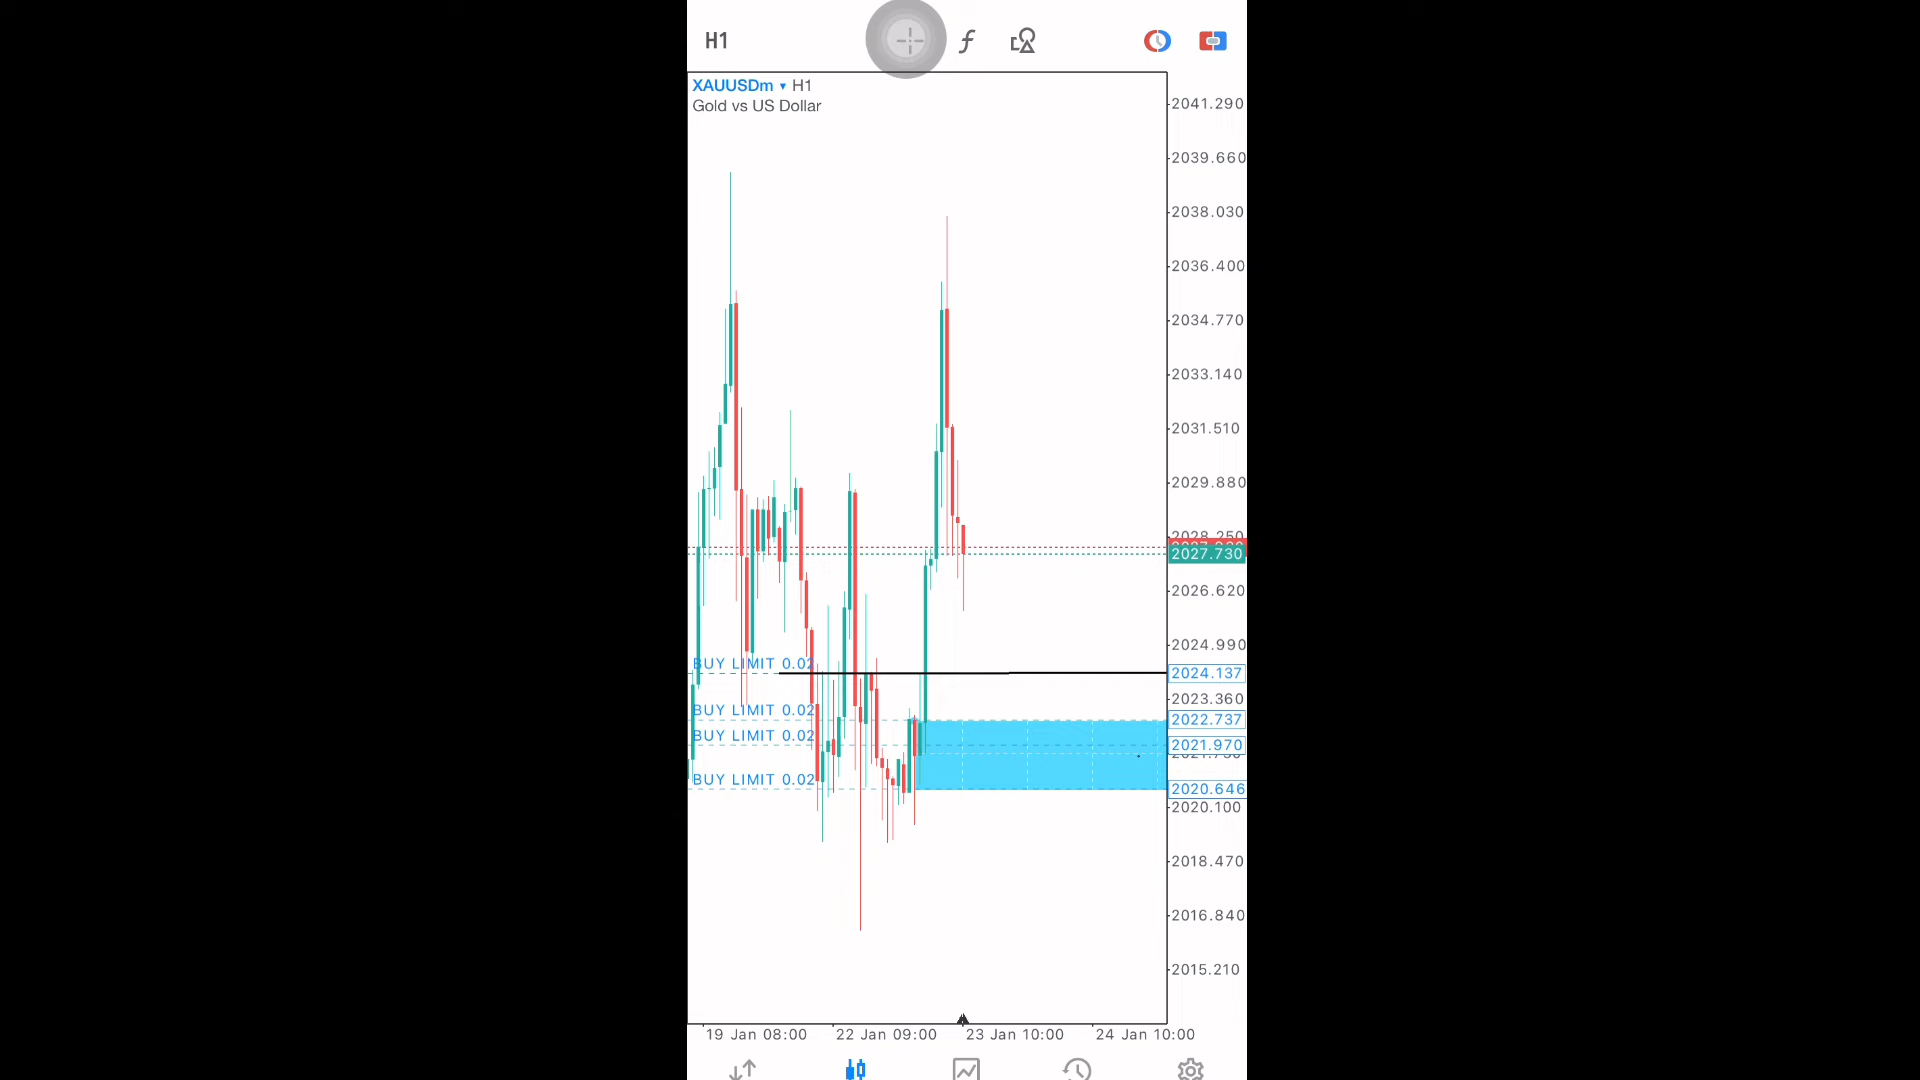 H1
XAUUSDm ▾ H1
Gold vs US Dollar
2041.290
2039.660
2038.030
2036.400
2034.770
2033.140
2031.510
2029.880
2028.250
2027.730
2026.620
2024.990
BUY LIMIT 0.02
2024.137
2023.360
BUY LIMIT 0.02
2022.737
BUY LIMIT 0.02
2021.970
BUY LIMIT 0.02
2020.646
2020.100
2018.470
2016.840
2015.210
19 Jan 08:00 22 Jan 09:00 23 Jan 10:00 24 Jan 10:00